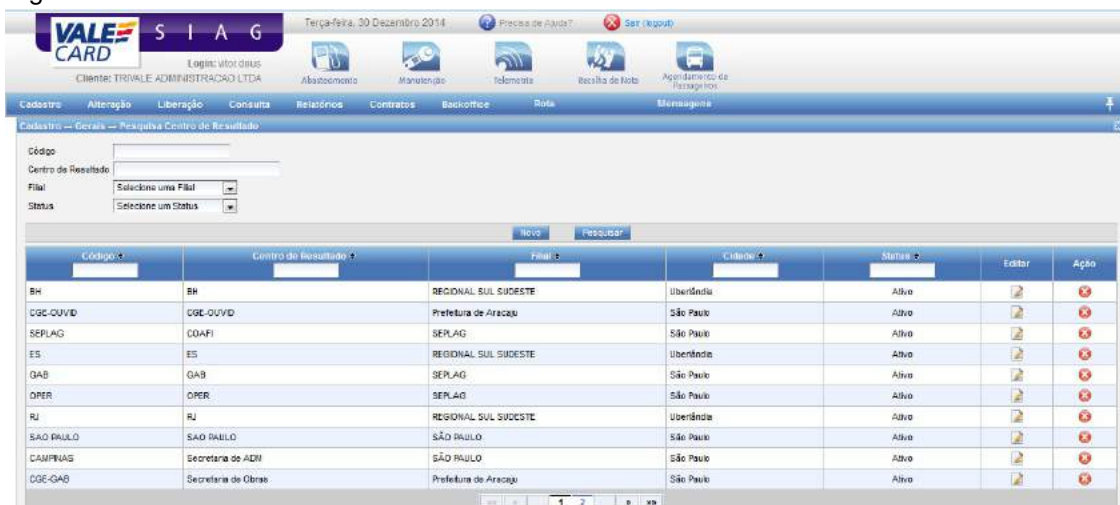 VALE CARD
S I A G
Terça-feira, 30 Dezembro 2014
Precisa de Ajuda?
Sair (logout)
Login: vitor.deus
Cliente: TRIVALE ADMINISTRACAO LTDA
Abastecimento Manutenção Telemetria Recolha de Nota Agendamento de Passageiros
Cadastro Alteração Liberação Consulta Relatórios Contratos Backoffice Rota Mensagens
Cadastro -- Gerais -- Pesquisa Centro de Resultado
Código
Centro de Resultado
Filial Selecione uma Filial
Status Selecione um Status
Novo Pesquisar
Código Centro de Resultado Filial Cidade Status Editar Ação
BH BH REGIONAL SUL SUDESTE Uberlândia Ativo
CGE-OUVID CGE-OUVID Prefeitura de Aracaju São Paulo Ativo
SEPLAG COAFI SEPLAG São Paulo Ativo
ES ES REGIONAL SUL SUDESTE Uberlândia Ativo
GAB GAB SEPLAG São Paulo Ativo
OPER OPER SEPLAG São Paulo Ativo
RJ RJ REGIONAL SUL SUDESTE Uberlândia Ativo
SAO PAULO SAO PAULO SÃO PAULO São Paulo Ativo
CAMPINAS Secretaria de ADM SÃO PAULO São Paulo Ativo
CGE-GAB Secretaria de Obras Prefeitura de Aracaju São Paulo Ativo
«« « 1 2 » »»